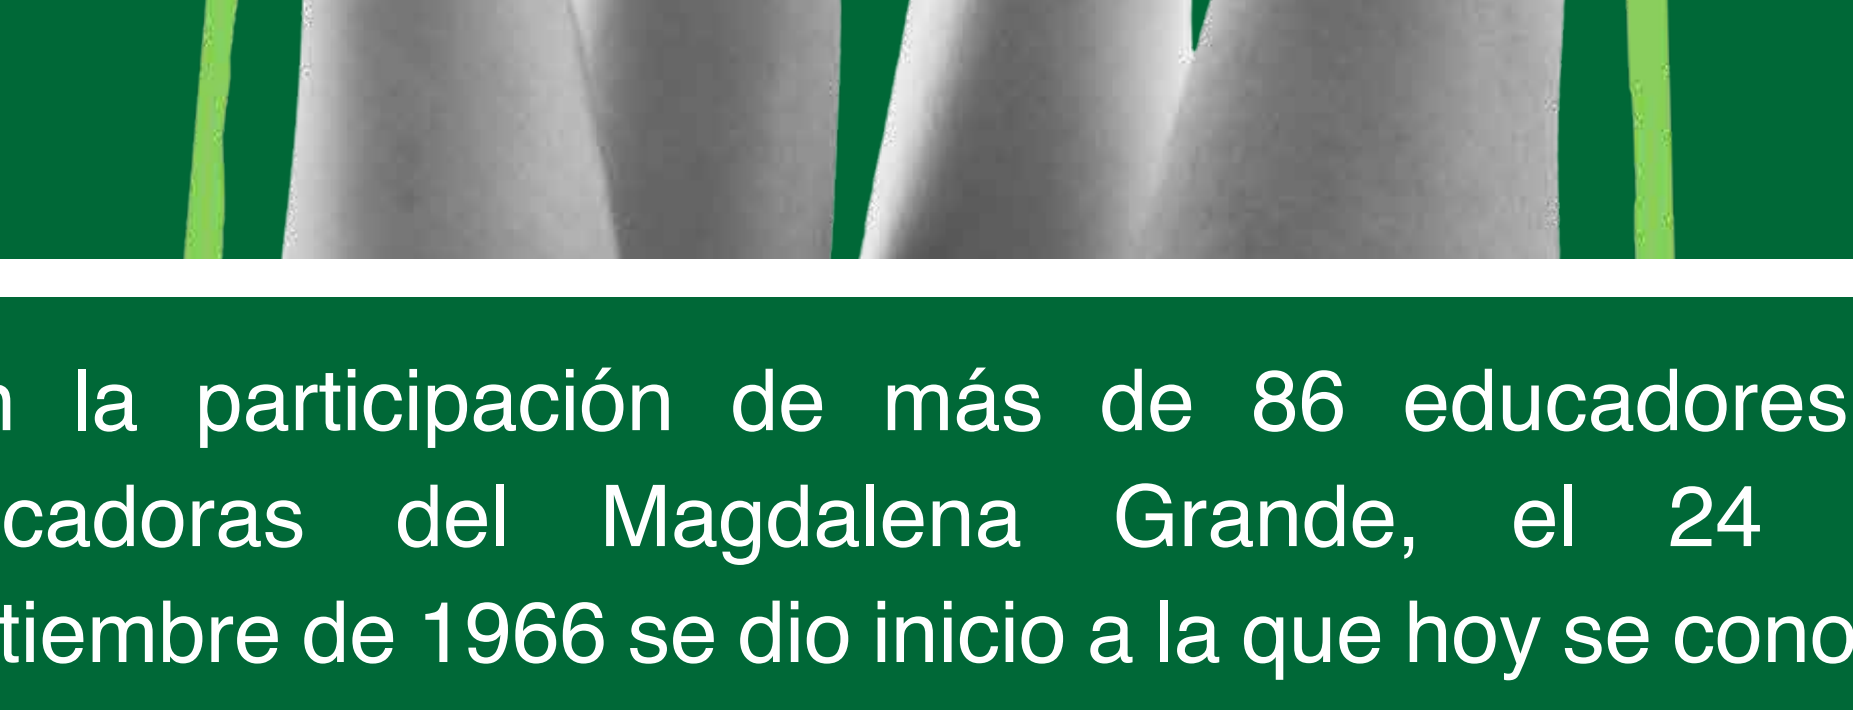 n la participación de más de 86 educadores
cadoras del Magdalena Grande, el 24
tiembre de 1966 se dio inicio a la que hoy se cono